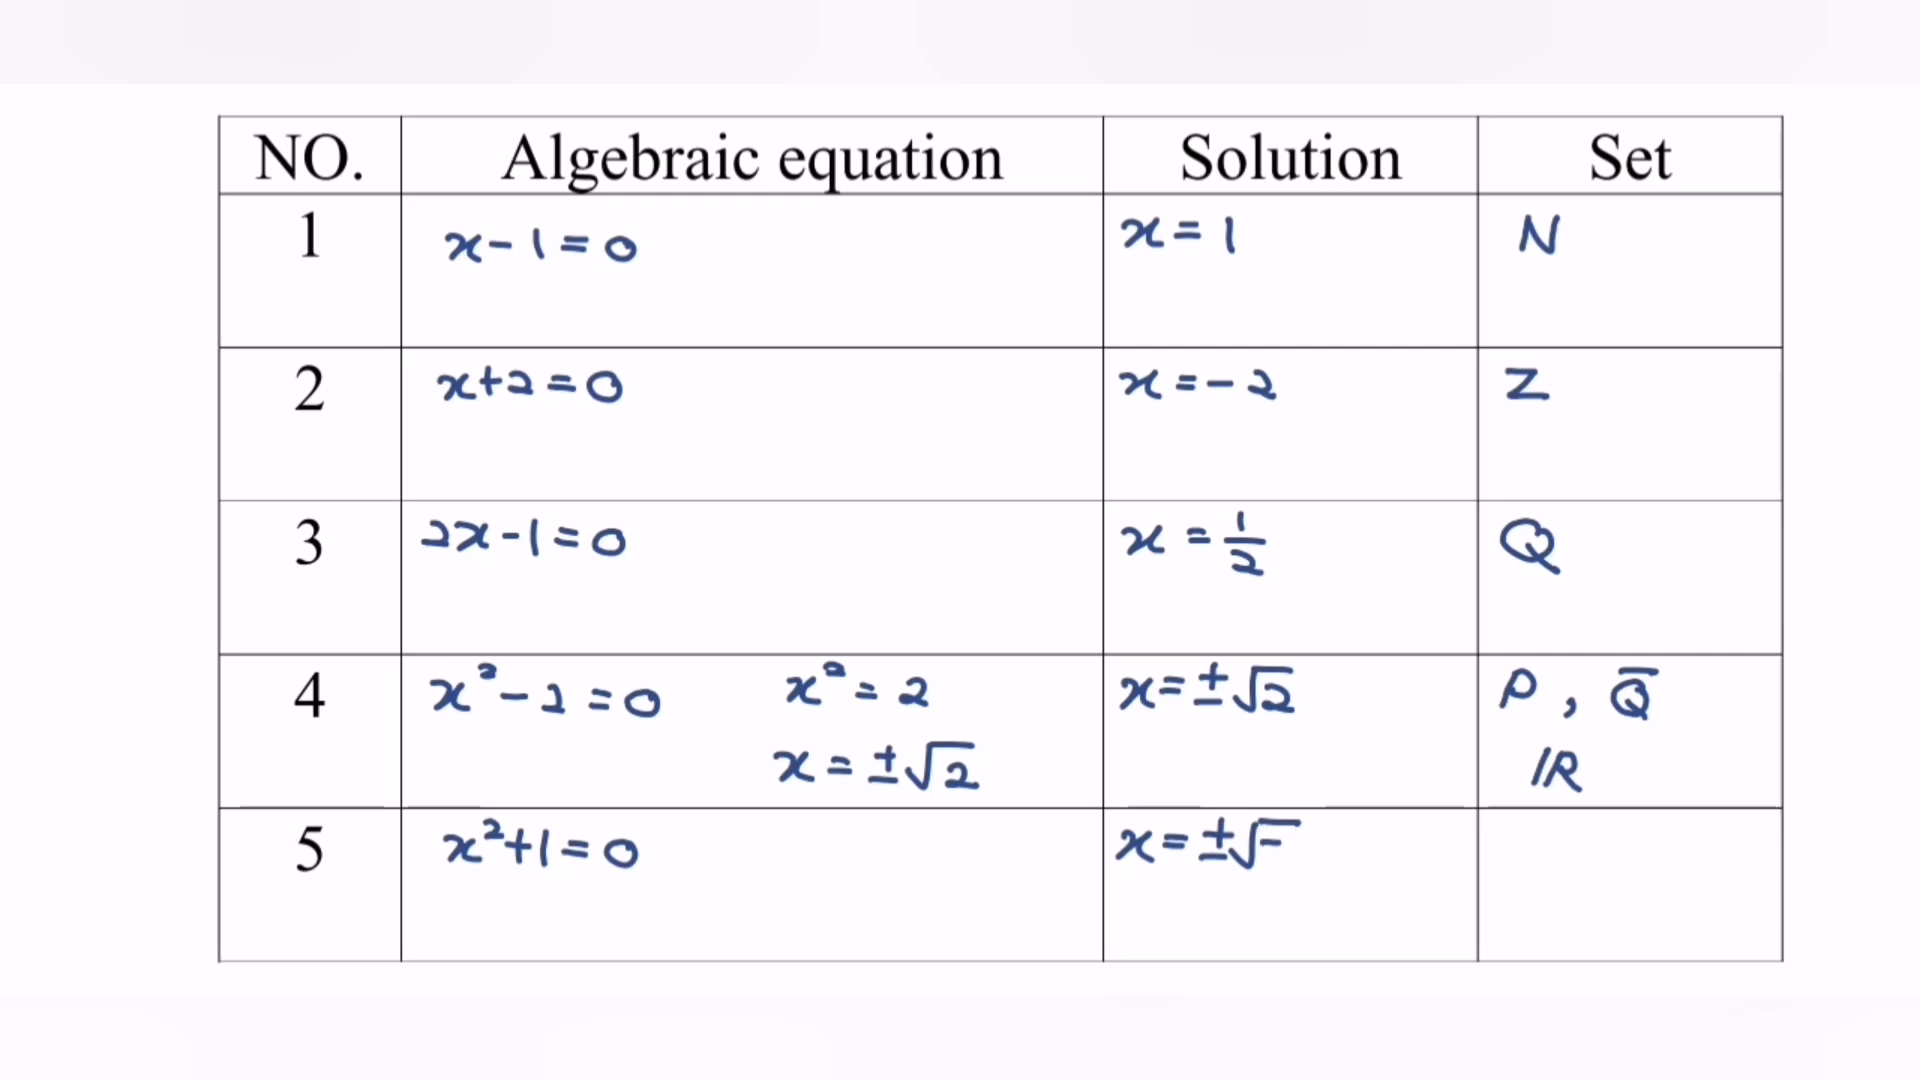 NO. Algebraic equation Solution Set
1 x - 1 = 0 x = 1 N
2 x + 2 = 0 x = - 2 Z
3 2x - 1 = 0 x = 1/2 Q
4 x² - 2 = 0 x² = 2 x = ±√2 P , Q̅
x = ±√2 IR
5 x² + 1 = 0 x = ±√-